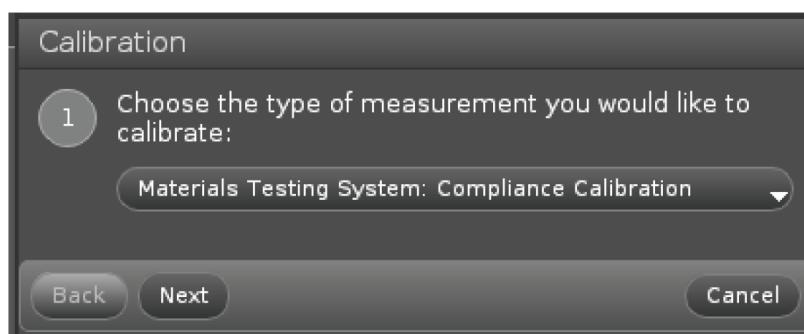 Calibration
1
Choose the type of measurement you would like to
calibrate:
Materials Testing System: Compliance Calibration
Back
Next
Cancel